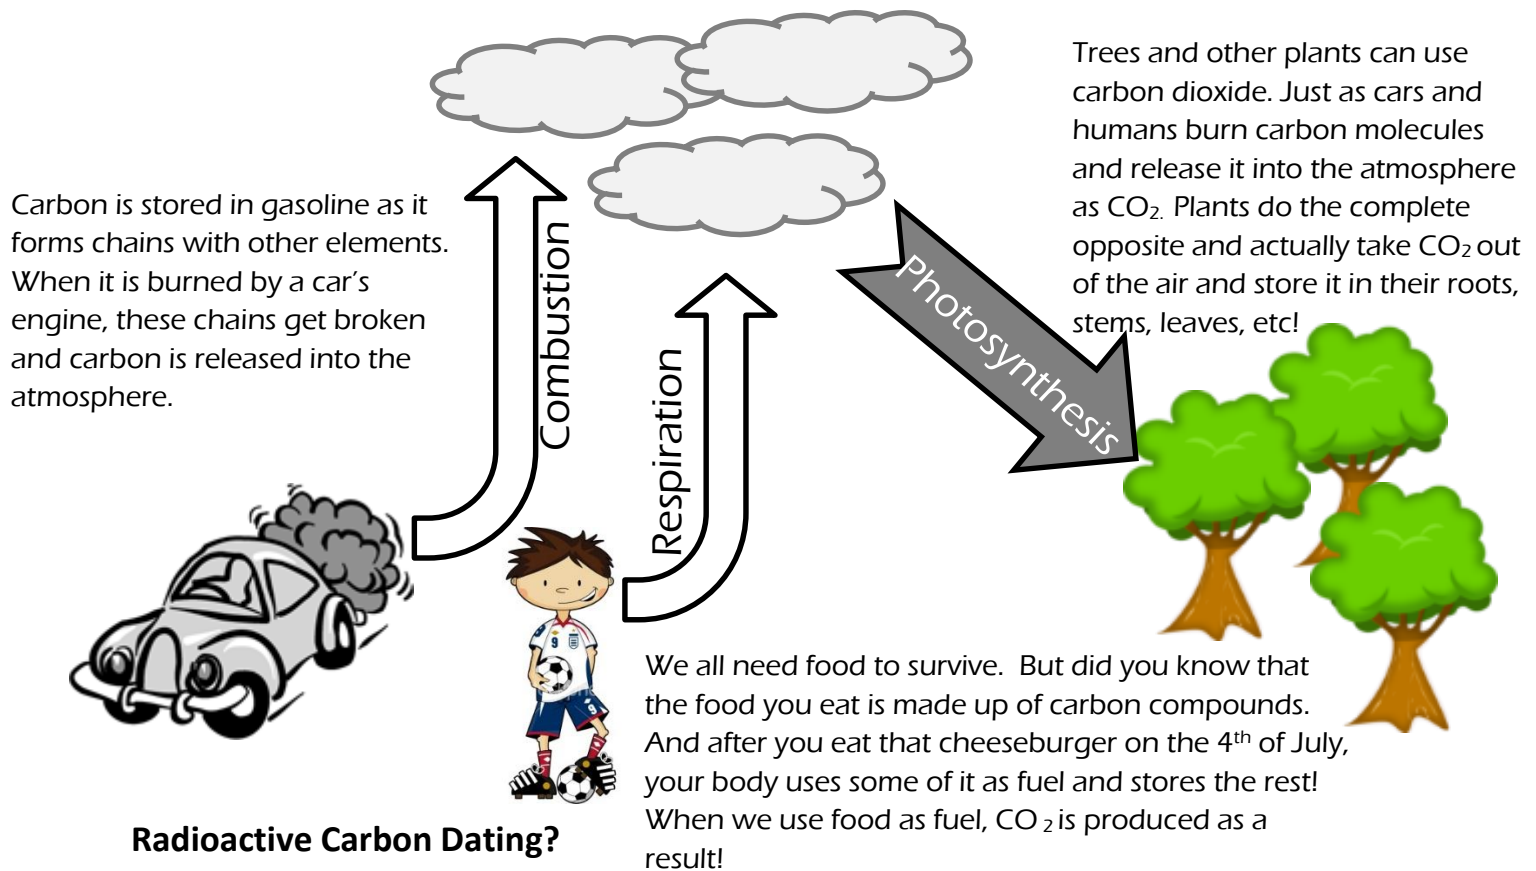 Carbon is stored in gasoline as it
forms chains with other elements.
When it is burned by a car’s
engine, these chains get broken
and carbon is released into the
atmosphere.
Combustion
Respiration
Photosynthesis
Trees and other plants can use
carbon dioxide. Just as cars and
humans burn carbon molecules
and release it into the atmosphere
as CO₂. Plants do the complete
opposite and actually take CO₂ out
of the air and store it in their roots,
stems, leaves, etc!
9
9
We all need food to survive.  But did you know that
the food you eat is made up of carbon compounds.
And after you eat that cheeseburger on the 4th of July,
your body uses some of it as fuel and stores the rest!
When we use food as fuel, CO ₂ is produced as a
result!
Radioactive Carbon Dating?